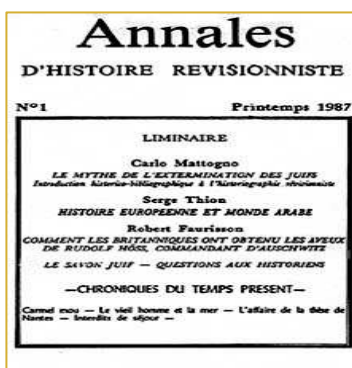 Annales
D'HISTOIRE REVISIONNISTE
N°1 Printemps 1987
LIMINAIRE
Carlo Mattogno
LE MYTHE DE L'EXTERMINATION DES JUIFS
Introduction historico-bibliographique à l'historiographie révisionniste
Serge Thion
HISTOIRE EUROPEENNE ET MONDE ARABE
Robert Faurisson
COMMENT LES BRITANNIQUES ONT OBTENU LES AVEUX
DE RUDOLF HÖSS, COMMANDANT D'AUSCHWITZ
LE SAVON JUIF — QUESTIONS AUX HISTORIENS
—CHRONIQUES DU TEMPS PRESENT—
Carmel mou — Le vieil homme et la mer — L'affaire de la thèse de
Nantes — Interdits de séjour —